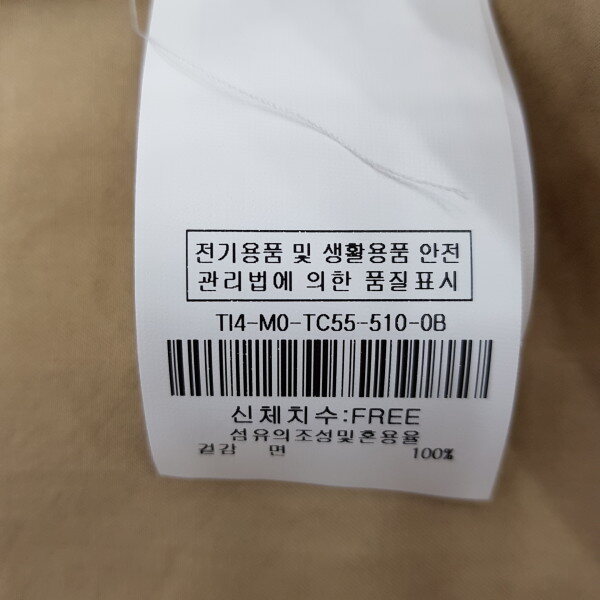 전기용품 및 생활용품 안전
관리법에 의한 품질표시
TI4-MO-TC55-510-0B
신체치수:FREE
섬유의조성및혼용율
겉감 면 100%